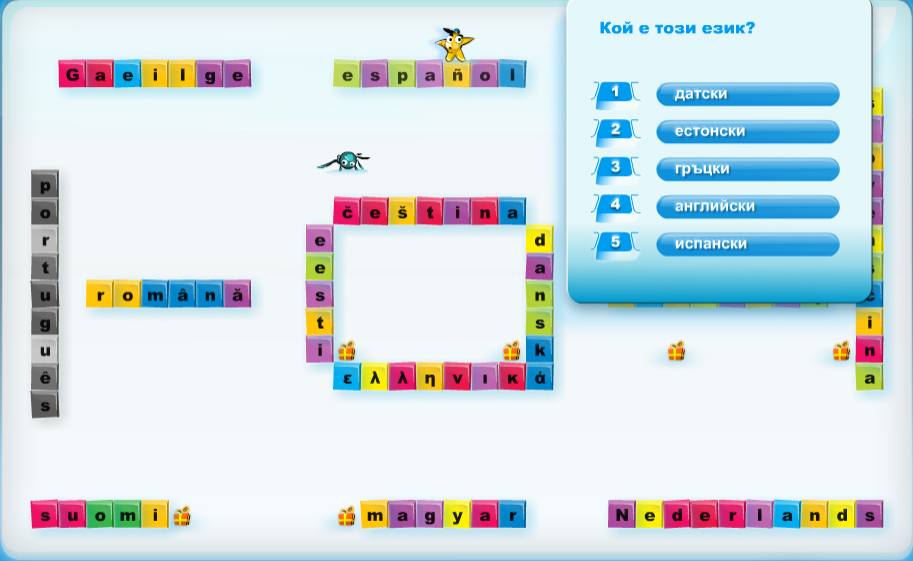 Кой е този език?
1 датски
2 естонски
3 гръцки
4 английски
5 испански
Gaeilge
español
português
română
čeština
eesti
dansk
ελληνικά
ina
suomi
magyar
Nederlands